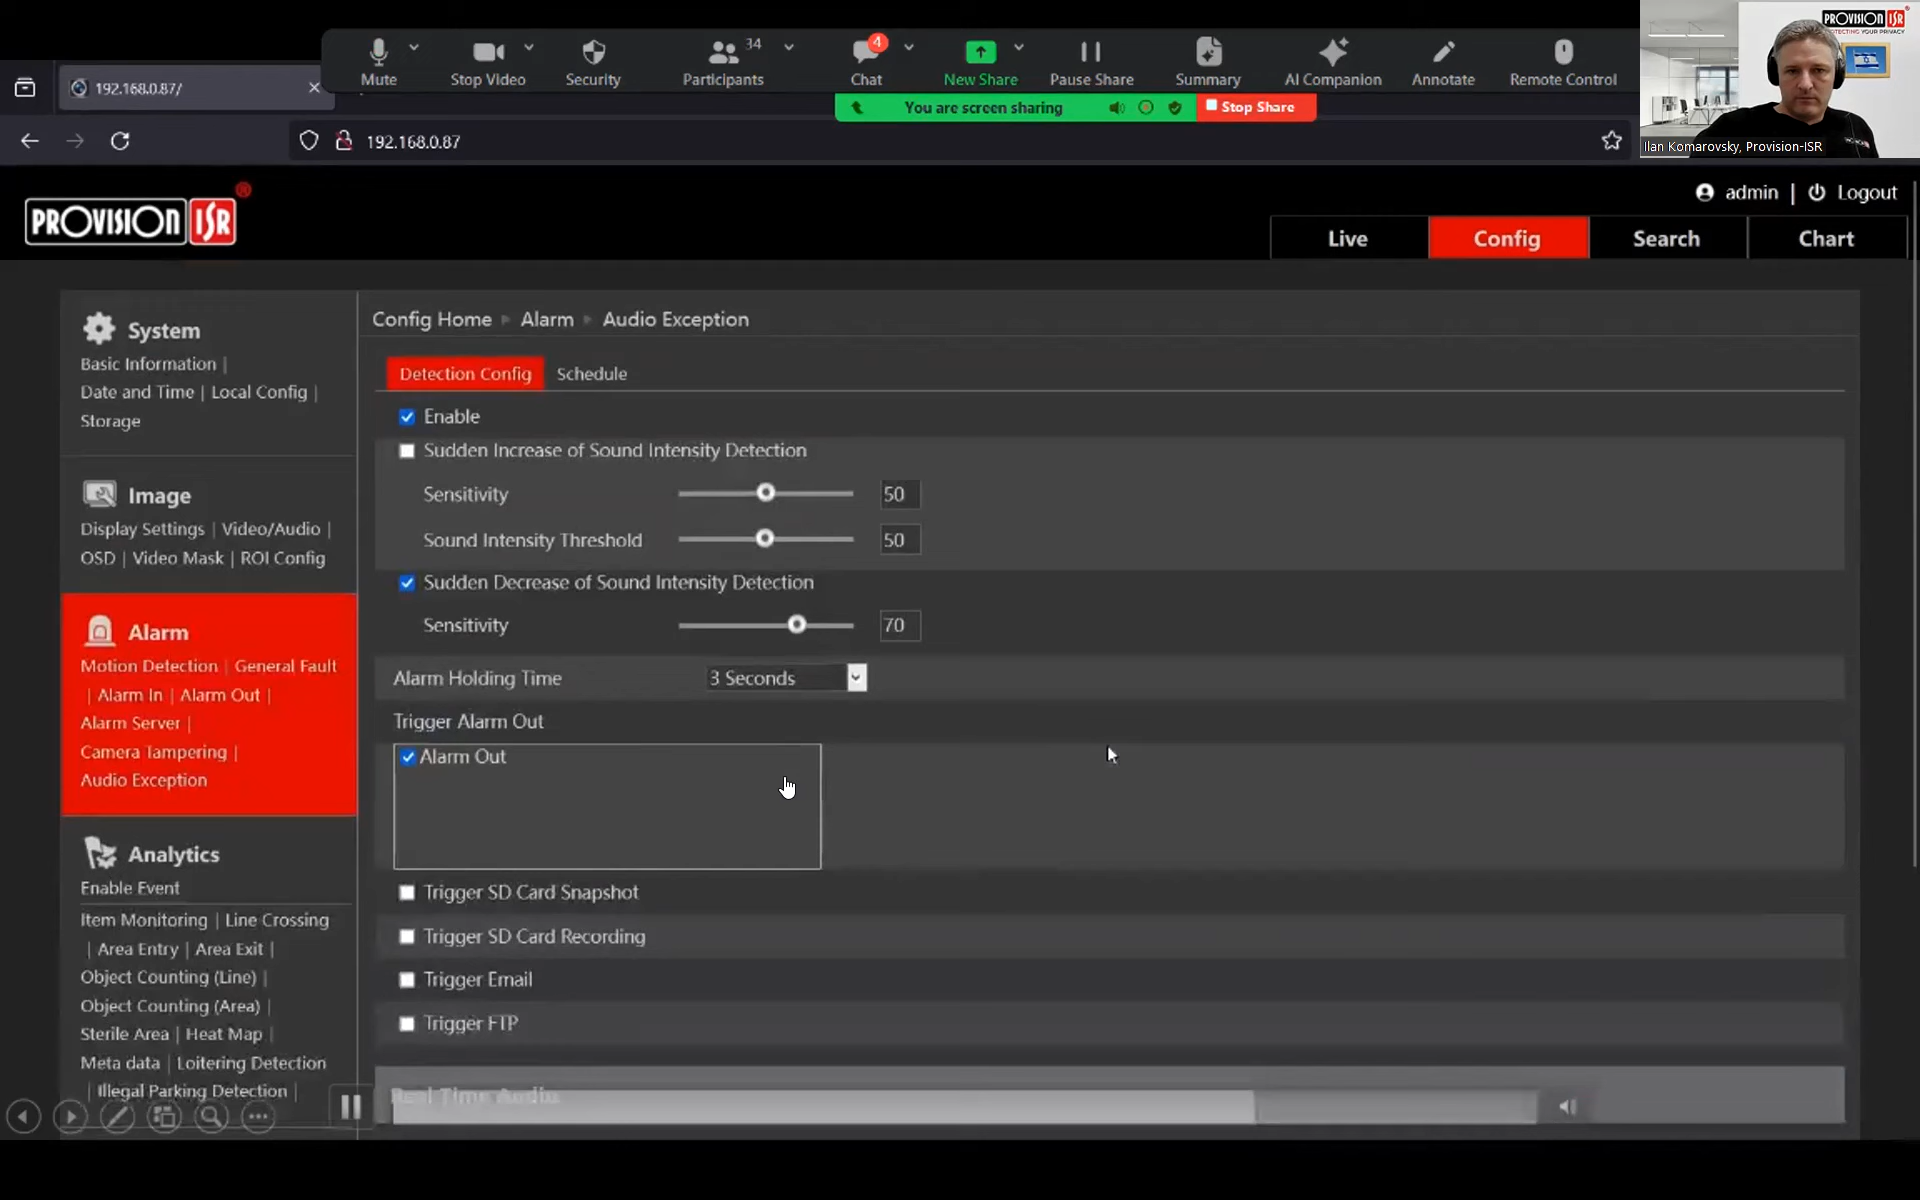 Mute
Stop Video
Security
Participants
34
Chat
4
New Share
Pause Share
Summary
AI Companion
Annotate
Remote Control
You are screen sharing
Stop Share
PROVISION ISR
PROTECTING YOUR PRIVACY
Ilan Komarovsky, Provision-ISR
192.168.0.87/
192.168.0.87
PROVISION ISR
admin | Logout
Live
Config
Search
Chart
System
Basic Information |
Date and Time | Local Config |
Storage
Image
Display Settings | Video/Audio |
OSD | Video Mask | ROI Config
Alarm
Motion Detection | General Fault
| Alarm In | Alarm Out |
Alarm Server |
Camera Tampering |
Audio Exception
Analytics
Enable Event
Item Monitoring | Line Crossing
| Area Entry | Area Exit |
Object Counting (Line) |
Object Counting (Area) |
Sterile Area | Heat Map |
Meta data | Loitering Detection
| Illegal Parking Detection |
Config Home ▸ Alarm ▸ Audio Exception
Detection Config
Schedule
Enable
Sudden Increase of Sound Intensity Detection
Sensitivity 50
Sound Intensity Threshold 50
Sudden Decrease of Sound Intensity Detection
Sensitivity 70
Alarm Holding Time 3 Seconds
Trigger Alarm Out
Alarm Out
Trigger SD Card Snapshot
Trigger SD Card Recording
Trigger Email
Trigger FTP
Real Time Audio